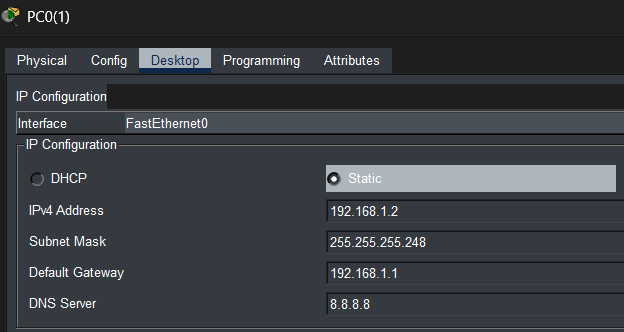 PC0(1)
Physical Config Desktop Programming Attributes
IP Configuration
Interface FastEthernet0
IP Configuration
DHCP Static
IPv4 Address 192.168.1.2
Subnet Mask 255.255.255.248
Default Gateway 192.168.1.1
DNS Server 8.8.8.8